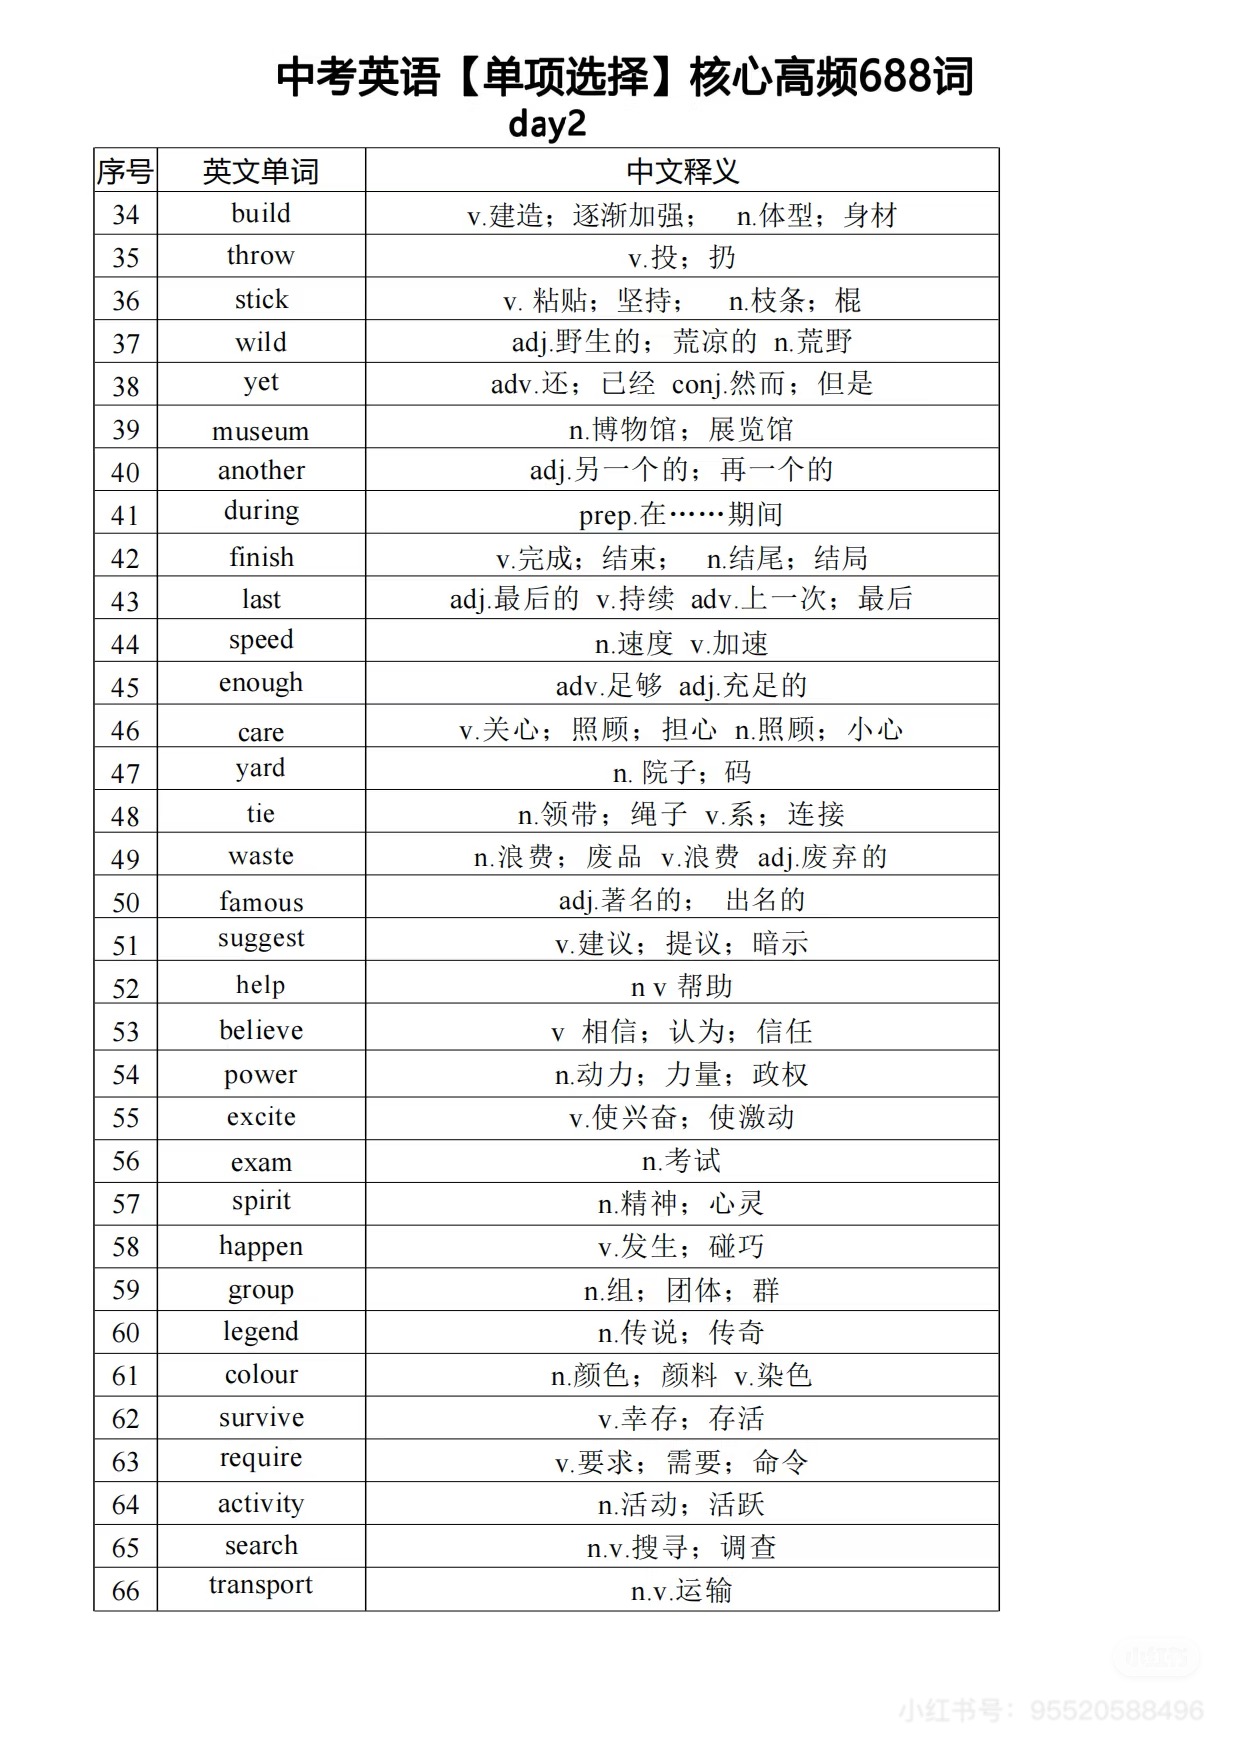 中考英语【单项选择】核心高频688词
day2
序号 英文单词 中文释义
34 build v.建造；逐渐加强； n.体型；身材
35 throw v.投；扔
36 stick v. 粘贴；坚持； n.枝条；棍
37 wild adj.野生的；荒凉的 n.荒野
38 yet adv.还；已经 conj.然而；但是
39 museum n.博物馆；展览馆
40 another adj.另一个的；再一个的
41 during prep.在……期间
42 finish v.完成；结束； n.结尾；结局
43 last adj.最后的 v.持续 adv.上一次；最后
44 speed n.速度 v.加速
45 enough adv.足够 adj.充足的
46 care v.关心；照顾；担心 n.照顾；小心
47 yard n. 院子；码
48 tie n.领带；绳子 v.系；连接
49 waste n.浪费；废品 v.浪费 adj.废弃的
50 famous adj.著名的； 出名的
51 suggest v.建议；提议；暗示
52 help n v 帮助
53 believe v 相信；认为；信任
54 power n.动力；力量；政权
55 excite v.使兴奋；使激动
56 exam n.考试
57 spirit n.精神；心灵
58 happen v.发生；碰巧
59 group n.组；团体；群
60 legend n.传说；传奇
61 colour n.颜色；颜料 v.染色
62 survive v.幸存；存活
63 require v.要求；需要；命令
64 activity n.活动；活跃
65 search n.v.搜寻；调查
66 transport n.v.运输
小红书
小红书号：95520588496